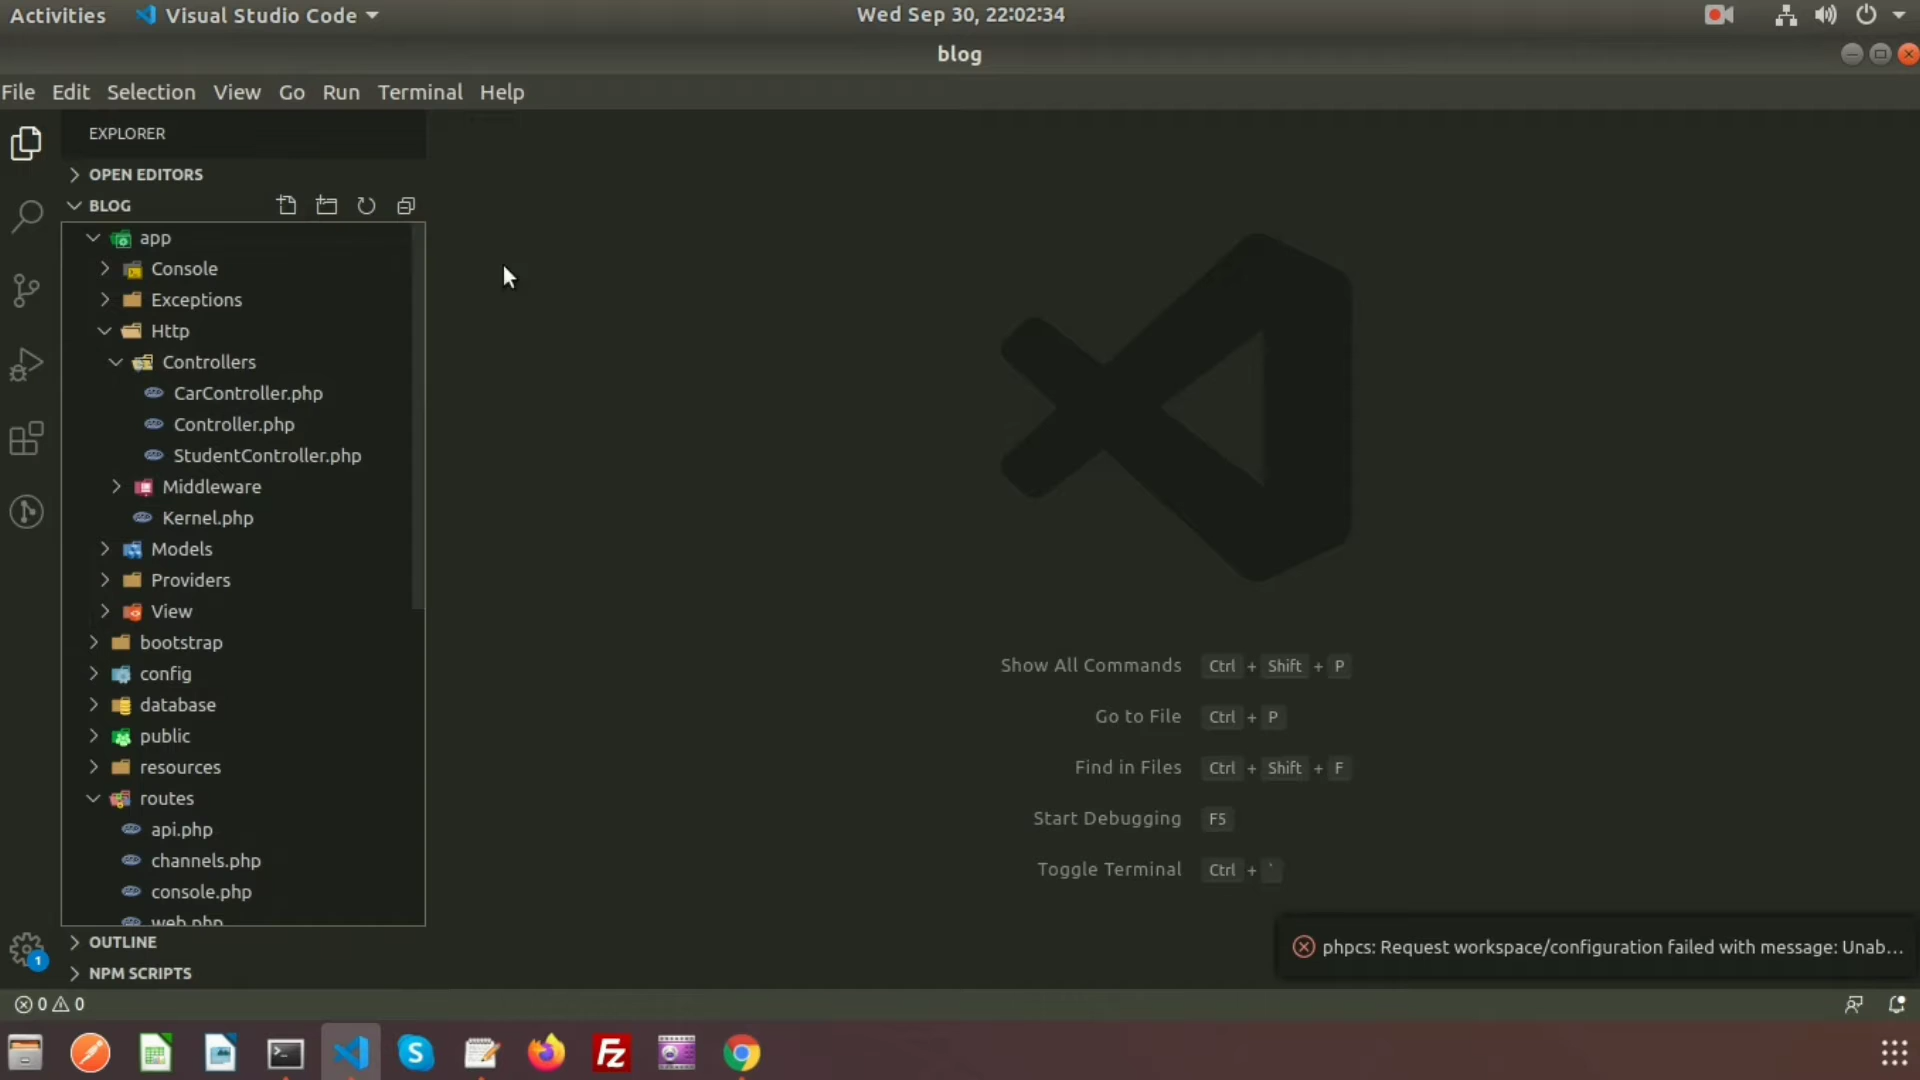 Activities Visual Studio Code Wed Sep 30, 22:02:34
blog
File Edit Selection View Go Run Terminal Help
EXPLORER
OPEN EDITORS
BLOG
app
Console
Exceptions
Http
Controllers
CarController.php
Controller.php
StudentController.php
Middleware
Kernel.php
Models
Providers
View
bootstrap
config
database
public
resources
routes
api.php
channels.php
console.php
web.php
OUTLINE
NPM SCRIPTS
Show All Commands Ctrl + Shift + P
Go to File Ctrl + P
Find in Files Ctrl + Shift + F
Start Debugging F5
Toggle Terminal Ctrl + `
phpcs: Request workspace/configuration failed with message: Unab...
1
0 0
S
Fz